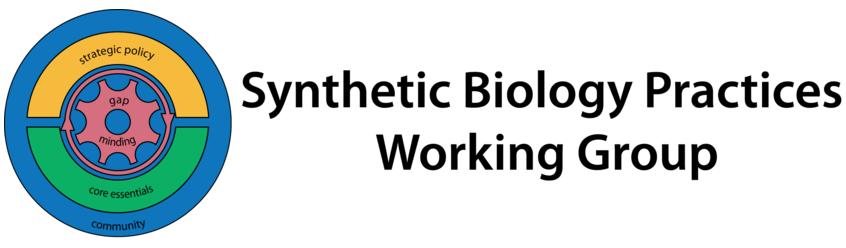 strategic policy
gap
minding
core essentials
community
Synthetic Biology Practices
Working Group